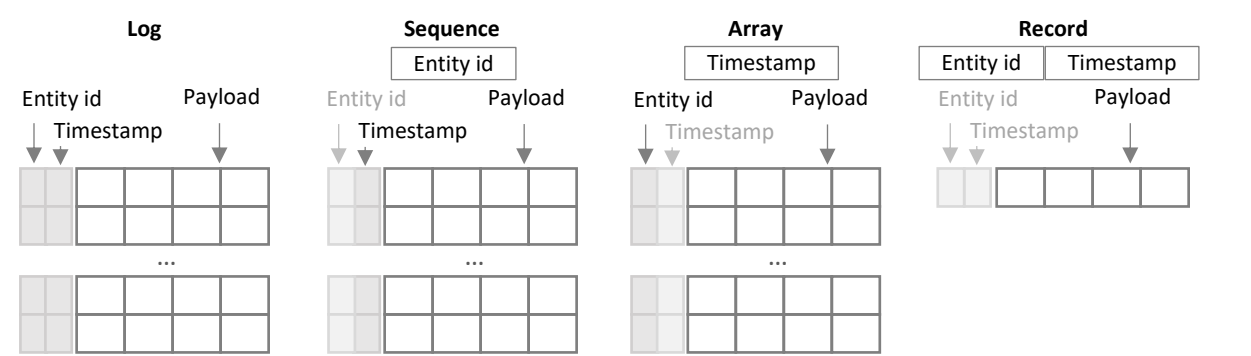 Log
Sequence
Array
Record
Entity id
Timestamp
Entity id
Timestamp
Entity id
Payload
Entity id
Payload
Entity id
Payload
Entity id
Payload
Timestamp
Timestamp
Timestamp
Timestamp
...
...
...